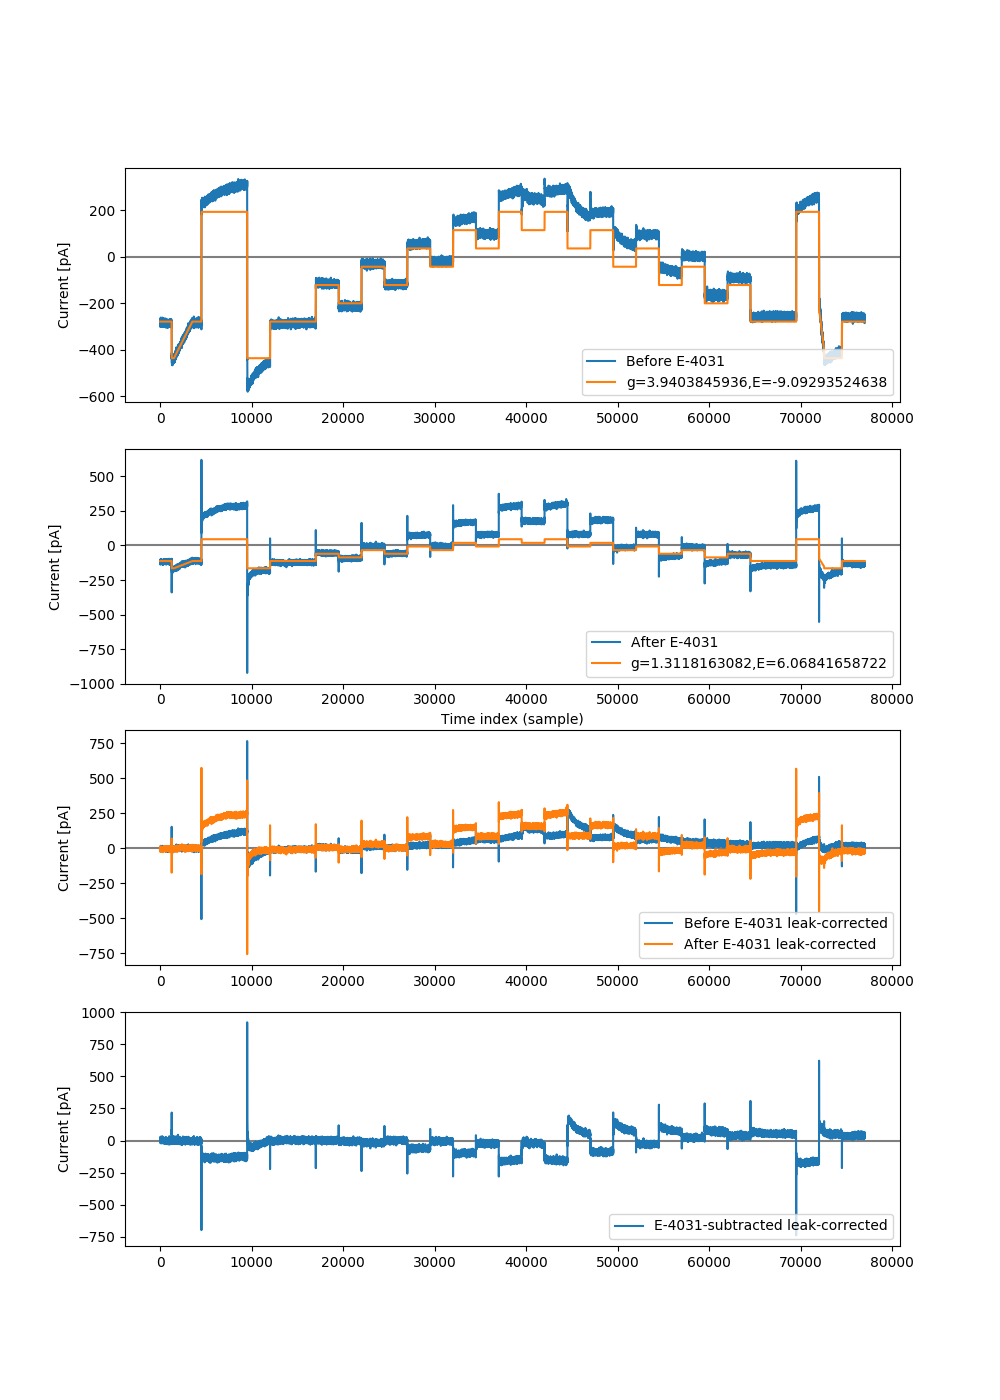 200
0
−200
−400
−600
Current [pA]
Before E-4031
g=3.9403845936,E=-9.09293524638
0 10000 20000 30000 40000 50000 60000 70000 80000
500
250
0
−250
−500
−750
−1000
Current [pA]
After E-4031
g=1.3118163082,E=6.06841658722
0 10000 20000 30000 40000 50000 60000 70000 80000
Time index (sample)
750
500
250
0
−250
−500
−750
Current [pA]
Before E-4031 leak-corrected
After E-4031 leak-corrected
0 10000 20000 30000 40000 50000 60000 70000 80000
1000
750
500
250
0
−250
−500
−750
Current [pA]
E-4031-subtracted leak-corrected
0 10000 20000 30000 40000 50000 60000 70000 80000